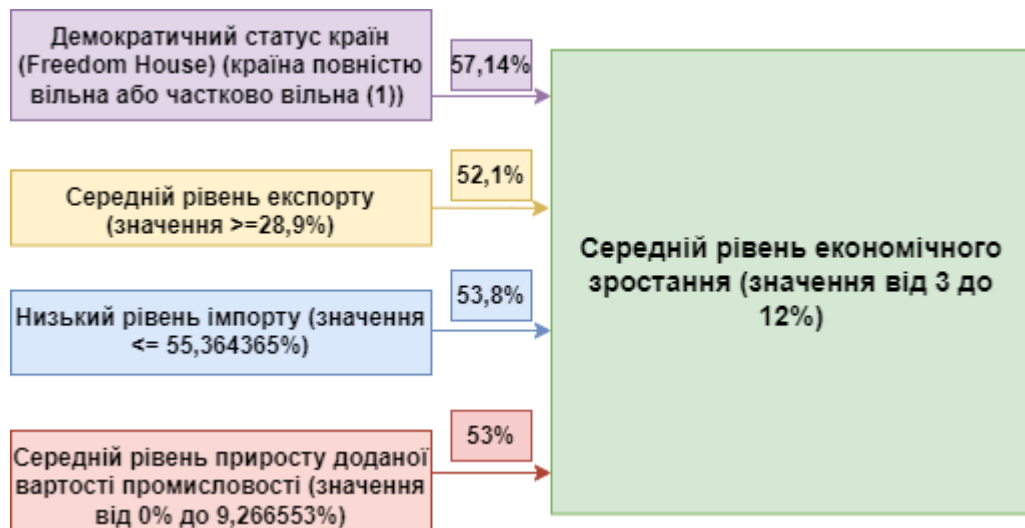 Демократичний статус країн
(Freedom House) (країна повністю
вільна або частково вільна (1))
57,14%
Середній рівень експорту
(значення >=28,9%)
52,1%
Низький рівень імпорту (значення
<= 55,364365%)
53,8%
Середній рівень приросту доданої
вартості промисловості (значення
від 0% до 9,266553%)
53%
Середній рівень економічного
зростання (значення від 3 до
12%)